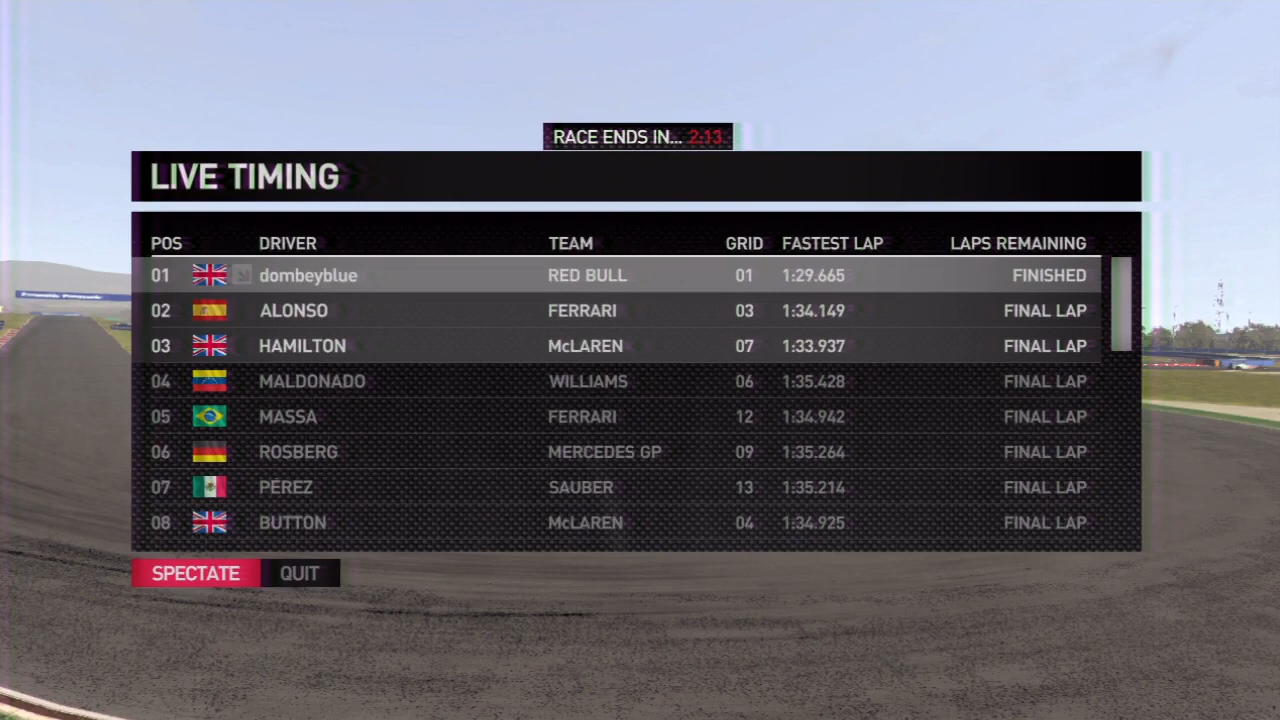 RACE ENDS IN... 2:13
LIVE TIMING
POS DRIVER TEAM GRID FASTEST LAP LAPS REMAINING
01 dombeyblue RED BULL 01 1:29.665 FINISHED
02 ALONSO FERRARI 03 1:34.149 FINAL LAP
03 HAMILTON McLAREN 07 1:33.937 FINAL LAP
04 MALDONADO WILLIAMS 06 1:35.428 FINAL LAP
05 MASSA FERRARI 12 1:34.942 FINAL LAP
06 ROSBERG MERCEDES GP 09 1:35.264 FINAL LAP
07 PÉREZ SAUBER 13 1:35.214 FINAL LAP
08 BUTTON McLAREN 04 1:34.925 FINAL LAP
SPECTATE QUIT